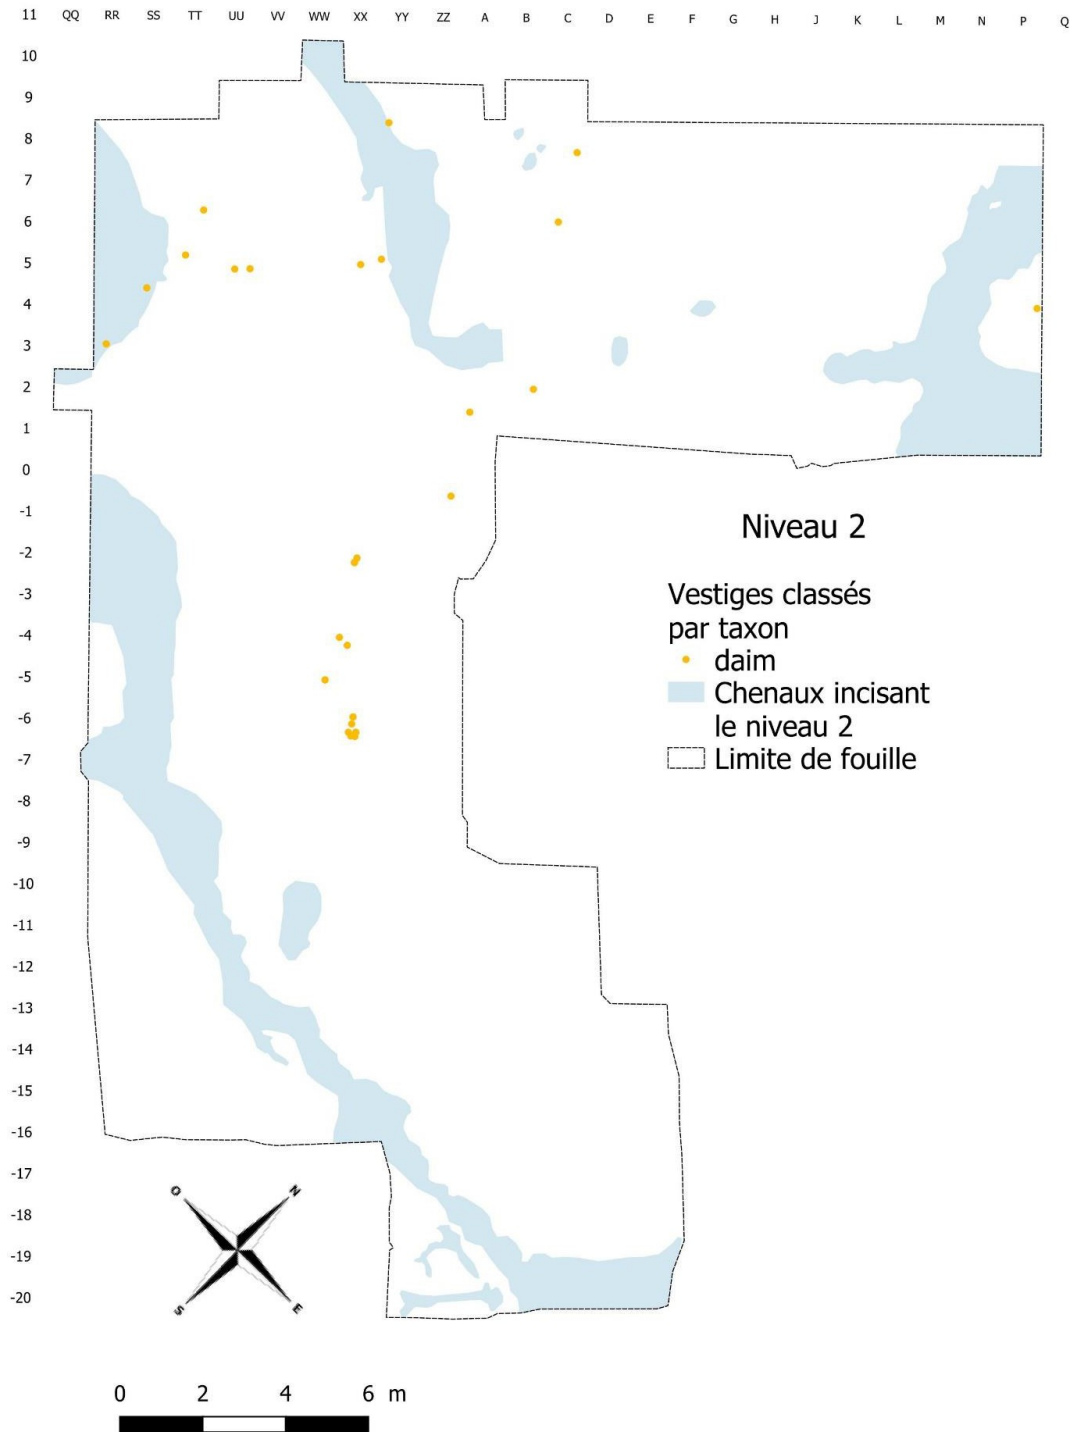 11 QQ RR SS TT UU VV WW XX YY ZZ A B C D E F G H J K L M N P Q
10
9
8
7
6
5
4
3
2
1
0
-1
-2
-3
-4
-5
-6
-7
-8
-9
-10
-11
-12
-13
-14
-15
-16
-17
-18
-19
-20
Niveau 2
Vestiges classés
par taxon
daim
Chenaux incisant
le niveau 2
Limite de fouille
O N
S E
0 2 4 6 m